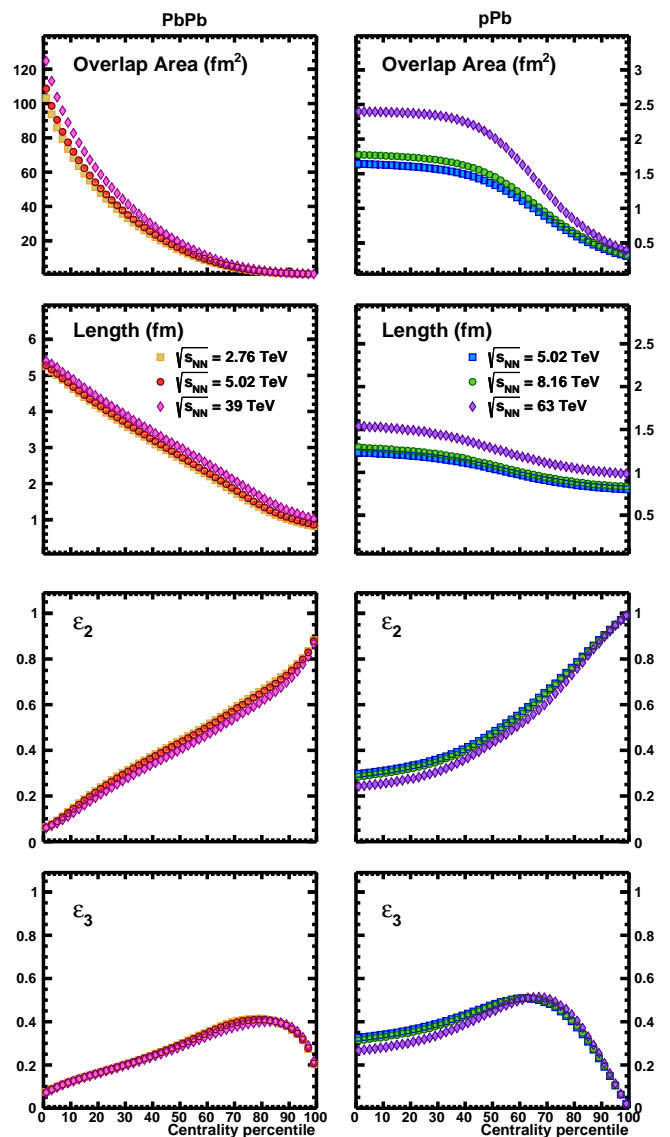 PbPb
pPb
Overlap Area (fm²)
120
100
80
60
40
20
Overlap Area (fm²)
3
2.5
2
1.5
1
0.5
Length (fm)
√s_NN = 2.76 TeV
√s_NN = 5.02 TeV
√s_NN = 39 TeV
6
5
4
3
2
1
Length (fm)
√s_NN = 5.02 TeV
√s_NN = 8.16 TeV
√s_NN = 63 TeV
2.5
2
1.5
1
0.5
ε₂
1
0.8
0.6
0.4
0.2
0
ε₂
1
0.8
0.6
0.4
0.2
0
ε₃
1
0.8
0.6
0.4
0.2
0
0 10 20 30 40 50 60 70 80 90 100
Centrality percentile
ε₃
1
0.8
0.6
0.4
0.2
0
0 10 20 30 40 50 60 70 80 90 100
Centrality percentile